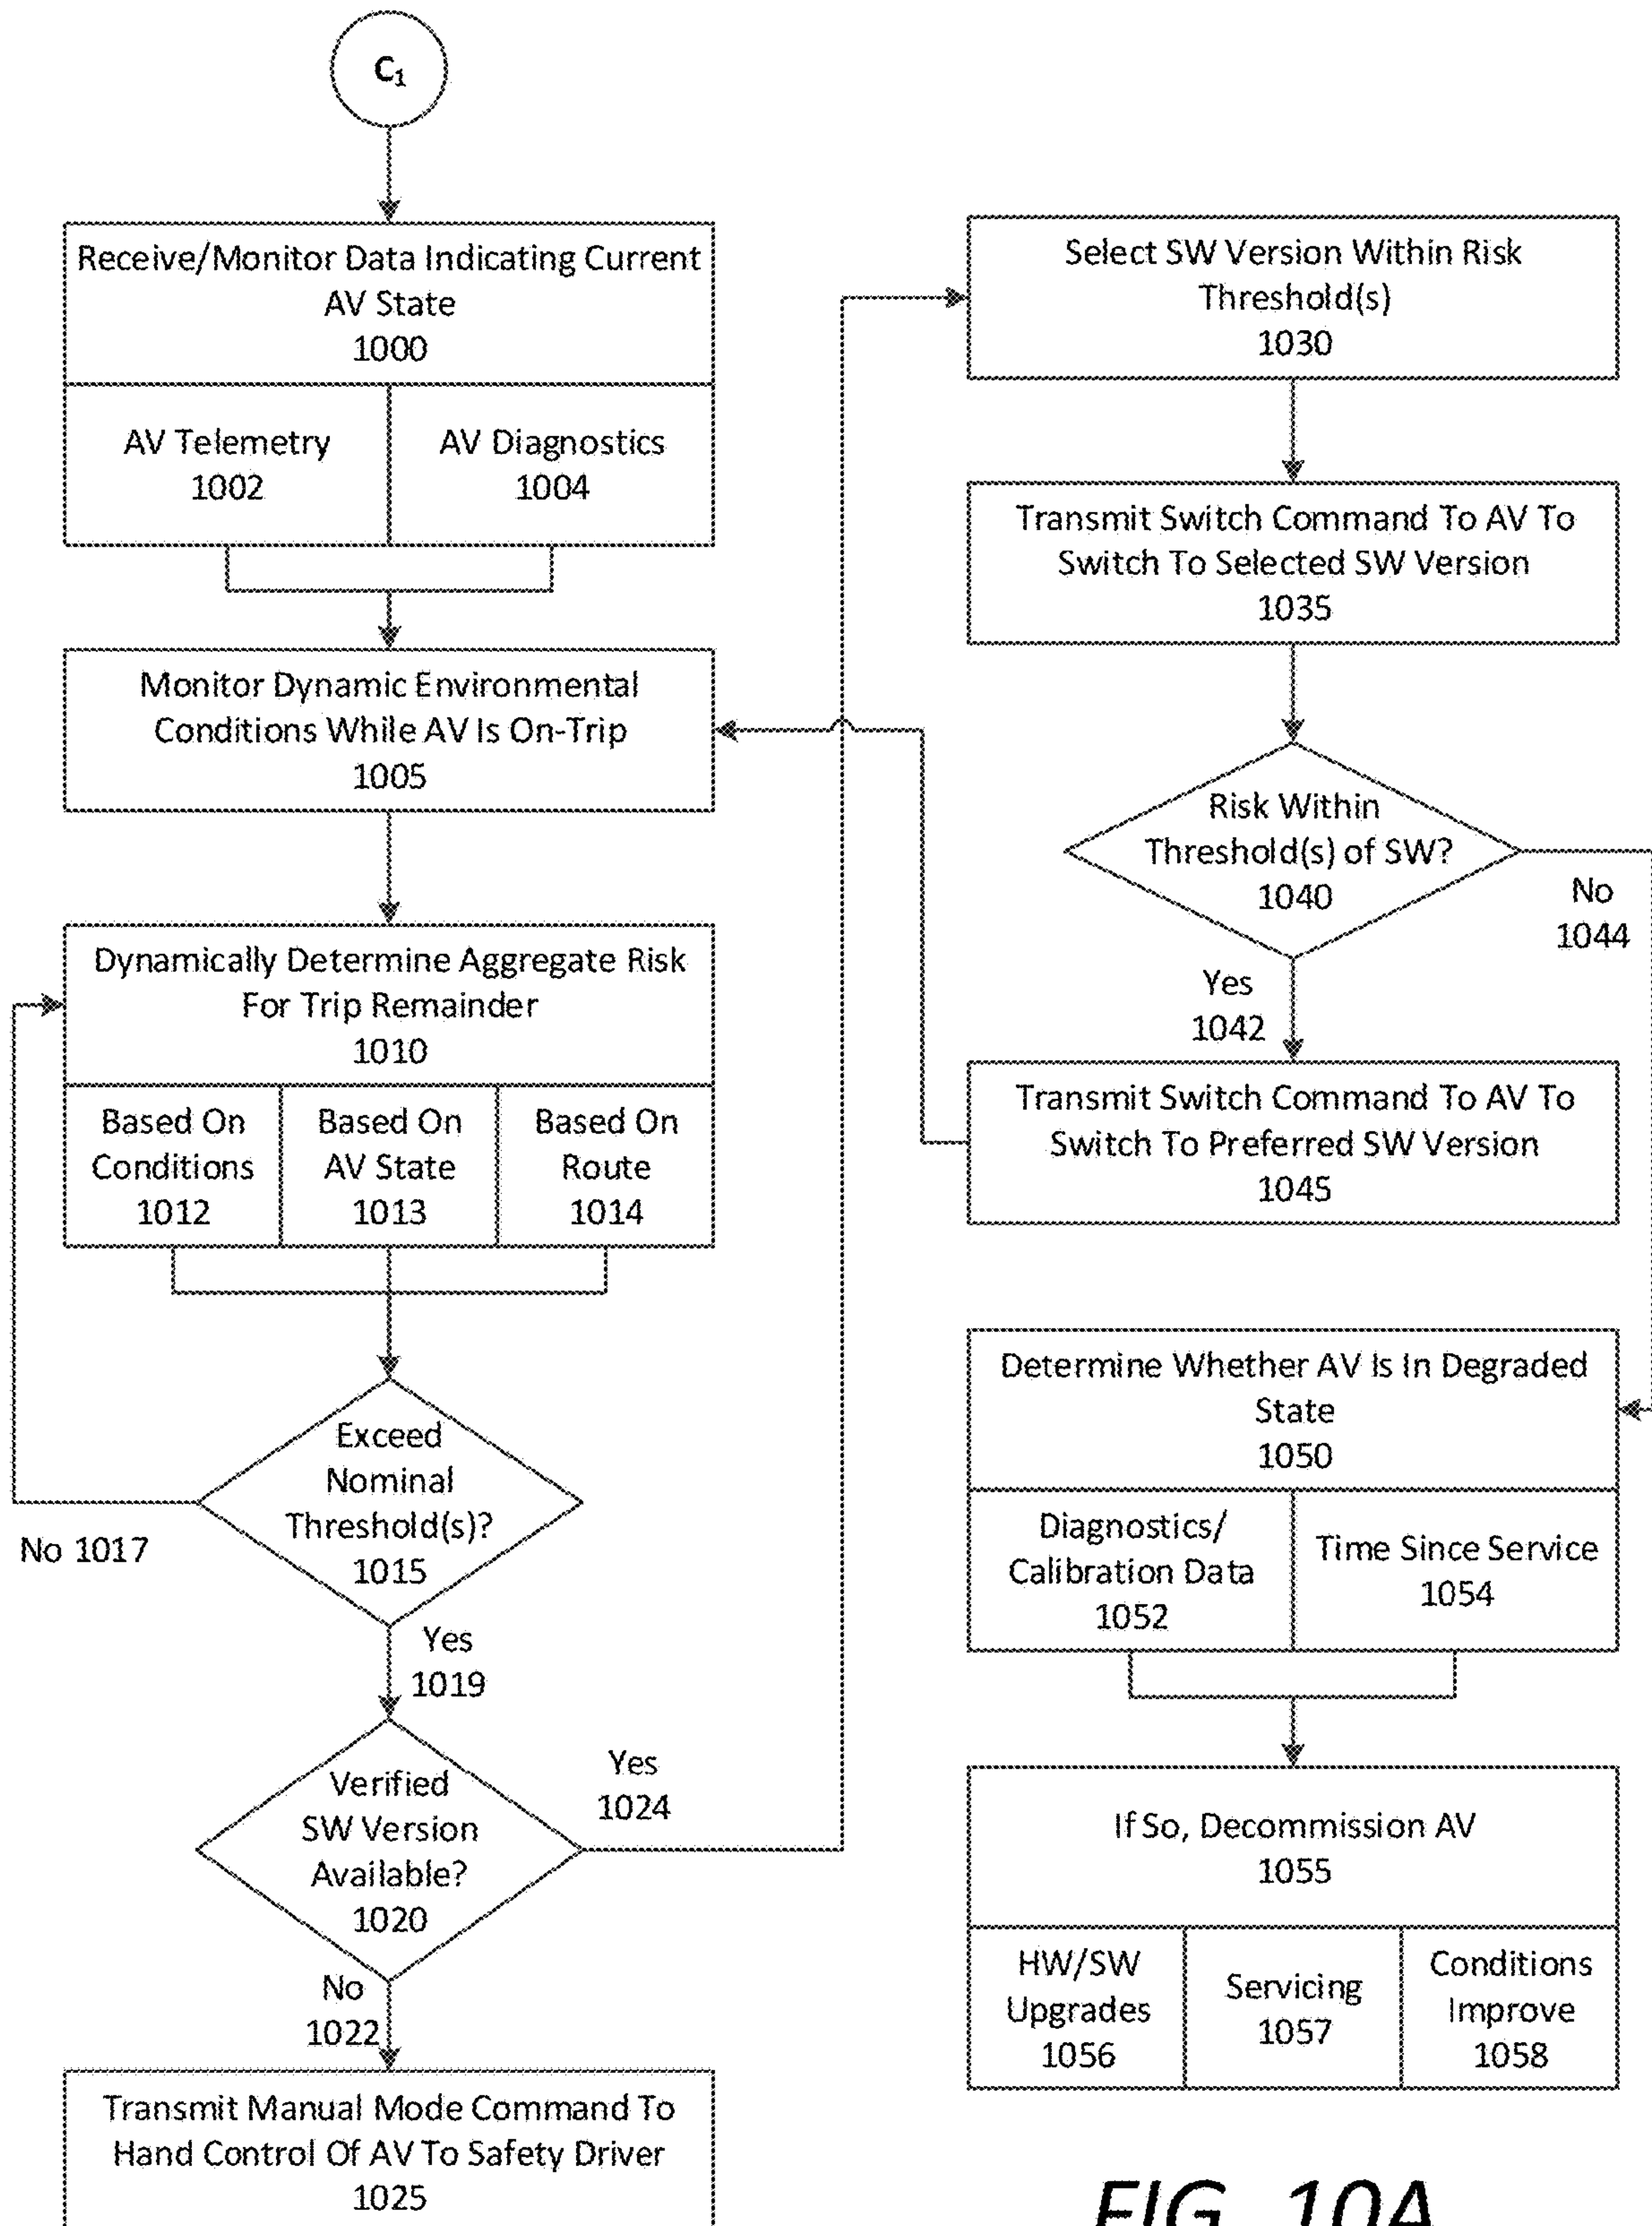 C1
Receive/Monitor Data Indicating Current
AV State
1000
AV Telemetry
1002
AV Diagnostics
1004
Monitor Dynamic Environmental
Conditions While AV Is On-Trip
1005
Dynamically Determine Aggregate Risk
For Trip Remainder
1010
Based On
Conditions
1012
Based On
AV State
1013
Based On
Route
1014
Exceed
Nominal
Threshold(s)?
1015
No 1017
Yes
1019
Verified
SW Version
Available?
1020
Yes
1024
No
1022
Transmit Manual Mode Command To
Hand Control Of AV To Safety Driver
1025
Select SW Version Within Risk
Threshold(s)
1030
Transmit Switch Command To AV To
Switch To Selected SW Version
1035
Risk Within
Threshold(s) of SW?
1040
No
1044
Yes
1042
Transmit Switch Command To AV To
Switch To Preferred SW Version
1045
Determine Whether AV Is In Degraded
State
1050
Diagnostics/
Calibration Data
1052
Time Since Service
1054
If So, Decommission AV
1055
HW/SW
Upgrades
1056
Servicing
1057
Conditions
Improve
1058
FIG. 10A